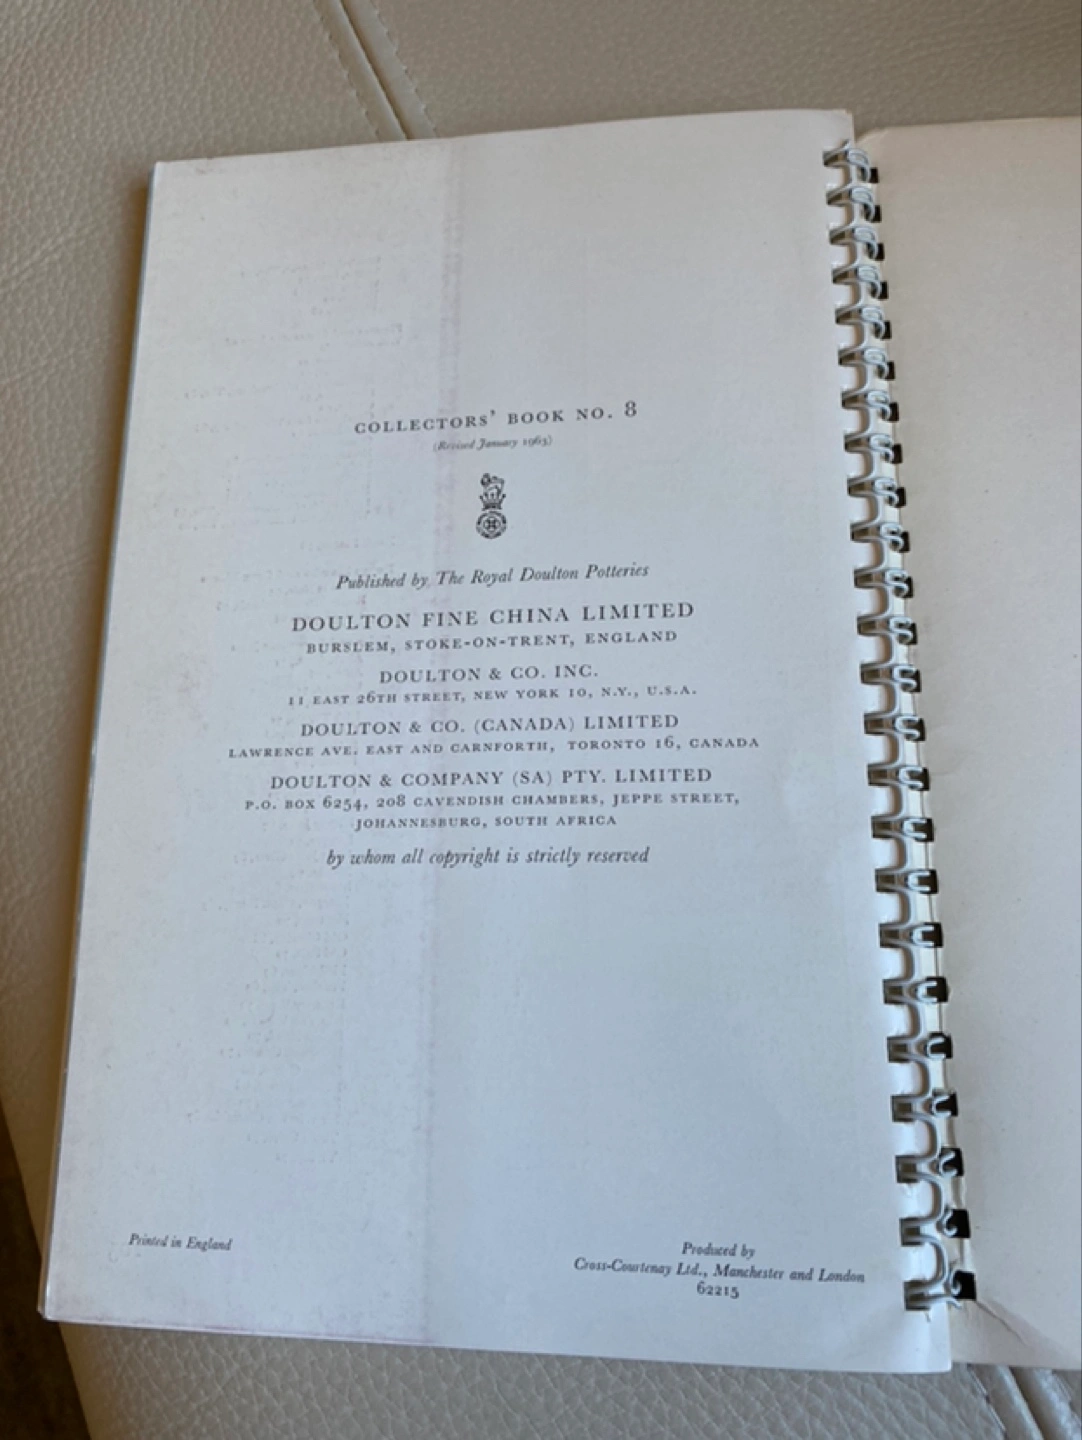 COLLECTORS' BOOK NO. 8
(Revised January 1963)
Published by The Royal Doulton Potteries
DOULTON FINE CHINA LIMITED
BURSLEM, STOKE-ON-TRENT, ENGLAND
DOULTON & CO. INC.
11 EAST 26TH STREET, NEW YORK 10, N.Y., U.S.A.
DOULTON & CO. (CANADA) LIMITED
LAWRENCE AVE. EAST AND CARNFORTH, TORONTO 16, CANADA
DOULTON & COMPANY (SA) PTY. LIMITED
P.O. BOX 6254, 208 CAVENDISH CHAMBERS, JEPPE STREET,
JOHANNESBURG, SOUTH AFRICA
by whom all copyright is strictly reserved
Printed in England
Produced by
Cross-Courtenay Ltd., Manchester and London
62215